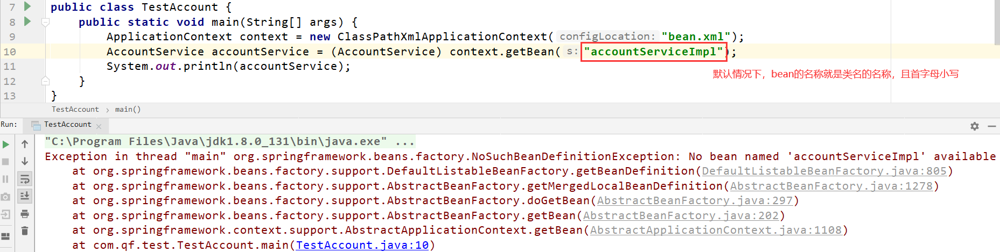 7 public class TestAccount {
8 public static void main(String[] args) {
9 ApplicationContext context = new ClassPathXmlApplicationContext( configLocation: "bean.xml");
10 AccountService accountService = (AccountService) context.getBean( s: "accountServiceImpl");
11 System.out.println(accountService);
默认情况下，bean的名称就是类名的名称，且首字母小写
12 }
13 }
TestAccount › main()
Run: TestAccount ×
"C:\Program Files\Java\jdk1.8.0_131\bin\java.exe" ...
Exception in thread "main" org.springframework.beans.factory.NoSuchBeanDefinitionException: No bean named 'accountServiceImpl' available
at org.springframework.beans.factory.support.DefaultListableBeanFactory.getBeanDefinition(DefaultListableBeanFactory.java:805)
at org.springframework.beans.factory.support.AbstractBeanFactory.getMergedLocalBeanDefinition(AbstractBeanFactory.java:1278)
at org.springframework.beans.factory.support.AbstractBeanFactory.doGetBean(AbstractBeanFactory.java:297)
at org.springframework.beans.factory.support.AbstractBeanFactory.getBean(AbstractBeanFactory.java:202)
at org.springframework.context.support.AbstractApplicationContext.getBean(AbstractApplicationContext.java:1108)
at com.qf.test.TestAccount.main(TestAccount.java:10)